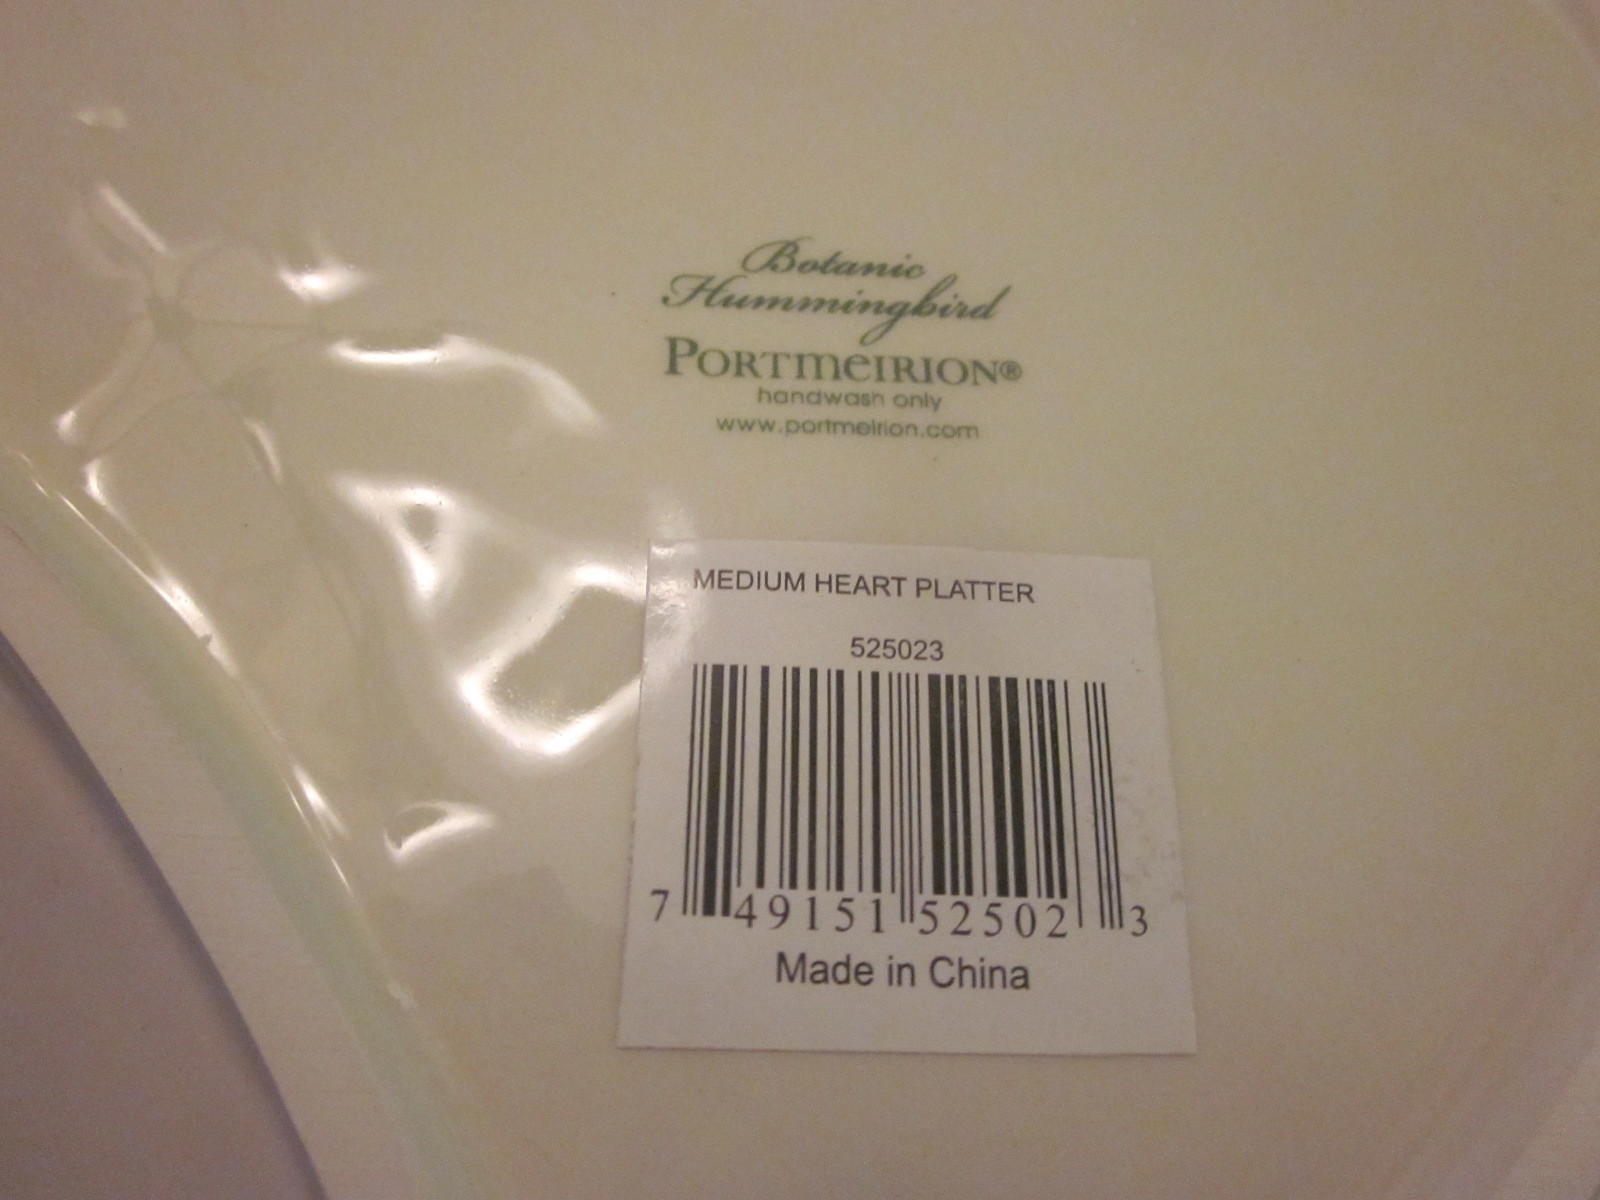 Botanic
Hummingbird
PORTMEIRION®
handwash only
www.portmeirion.com
MEDIUM HEART PLATTER
525023
7 49151 52502 3
Made in China